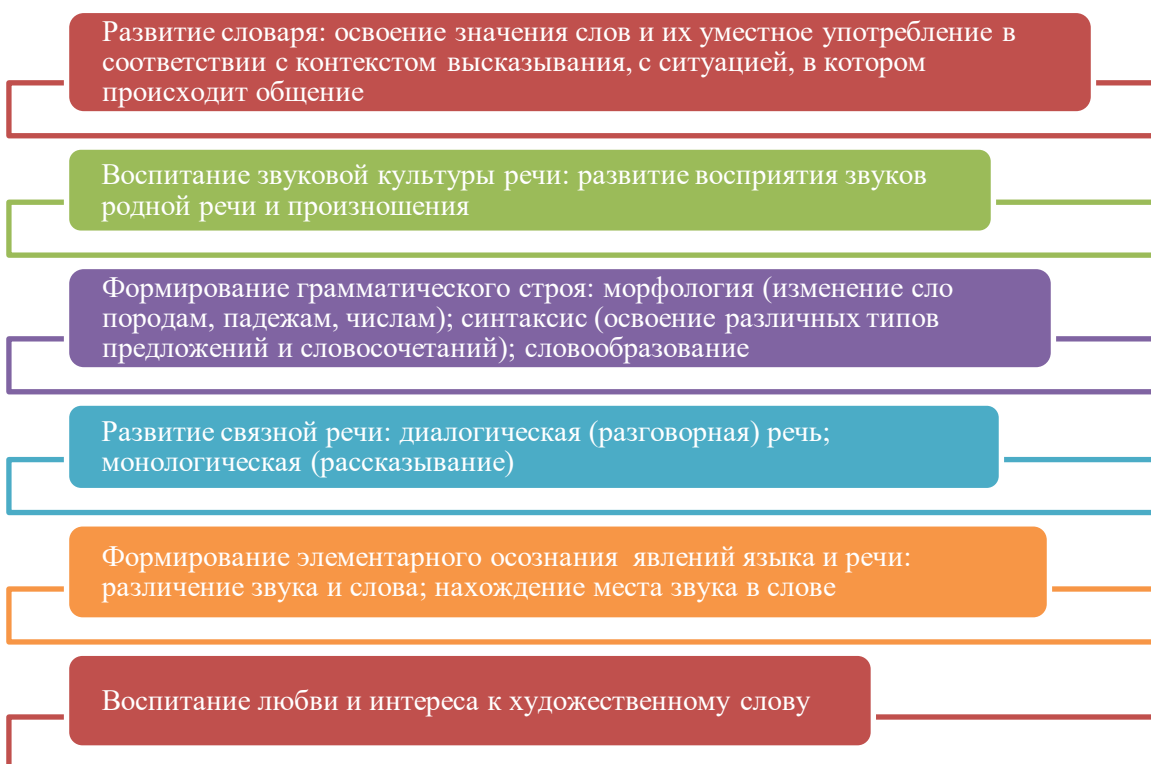 Развитие словаря: освоение значения слов и их уместное употребление в
соответствии с контекстом высказывания, с ситуацией, в котором
происходит общение
Воспитание звуковой культуры речи: развитие восприятия звуков
родной речи и произношения
Формирование грамматического строя: морфология (изменение сло
породам, падежам, числам); синтаксис (освоение различных типов
предложений и словосочетаний); словообразование
Развитие связной речи: диалогическая (разговорная) речь;
монологическая (рассказывание)
Формирование элементарного осознания явлений языка и речи:
различение звука и слова; нахождение места звука в слове
Воспитание любви и интереса к художественному слову